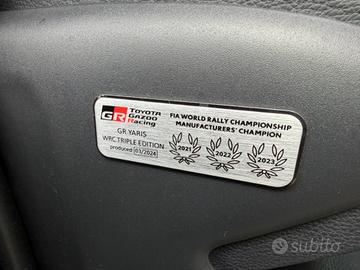 GR
TOYOTA
GAZOO
Racing
GR YARIS
WRC TRIPLE EDITION
produced 03/2024
FIA WORLD RALLY CHAMPIONSHIP
MANUFACTURERS' CHAMPION
2021 2022 2023
subito